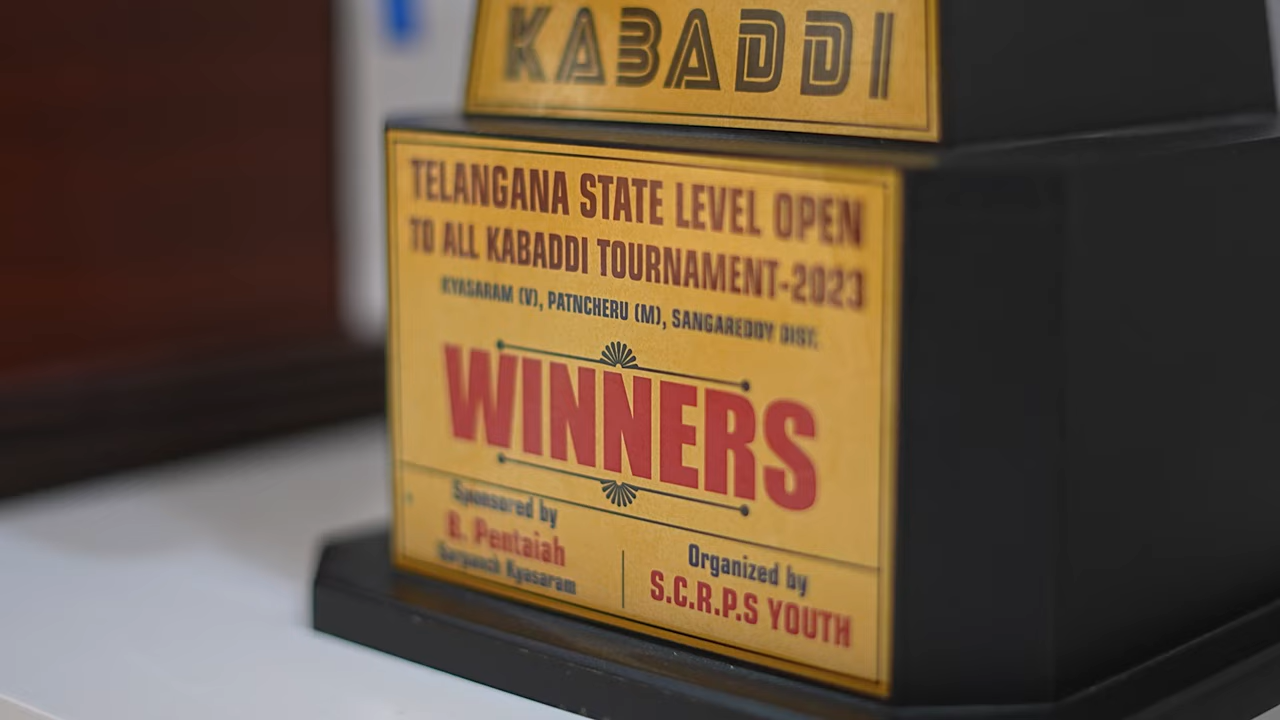 KABADDI
TELANGANA STATE LEVEL OPEN
TO ALL KABADDI TOURNAMENT-2023
KYASARAM (V), PATNCHERU (M), SANGAREDDY DIST.
WINNERS
Sponsored by
B. Pentaiah
Sarpanch Kyasaram
Organized by
S.C.R.P.S YOUTH